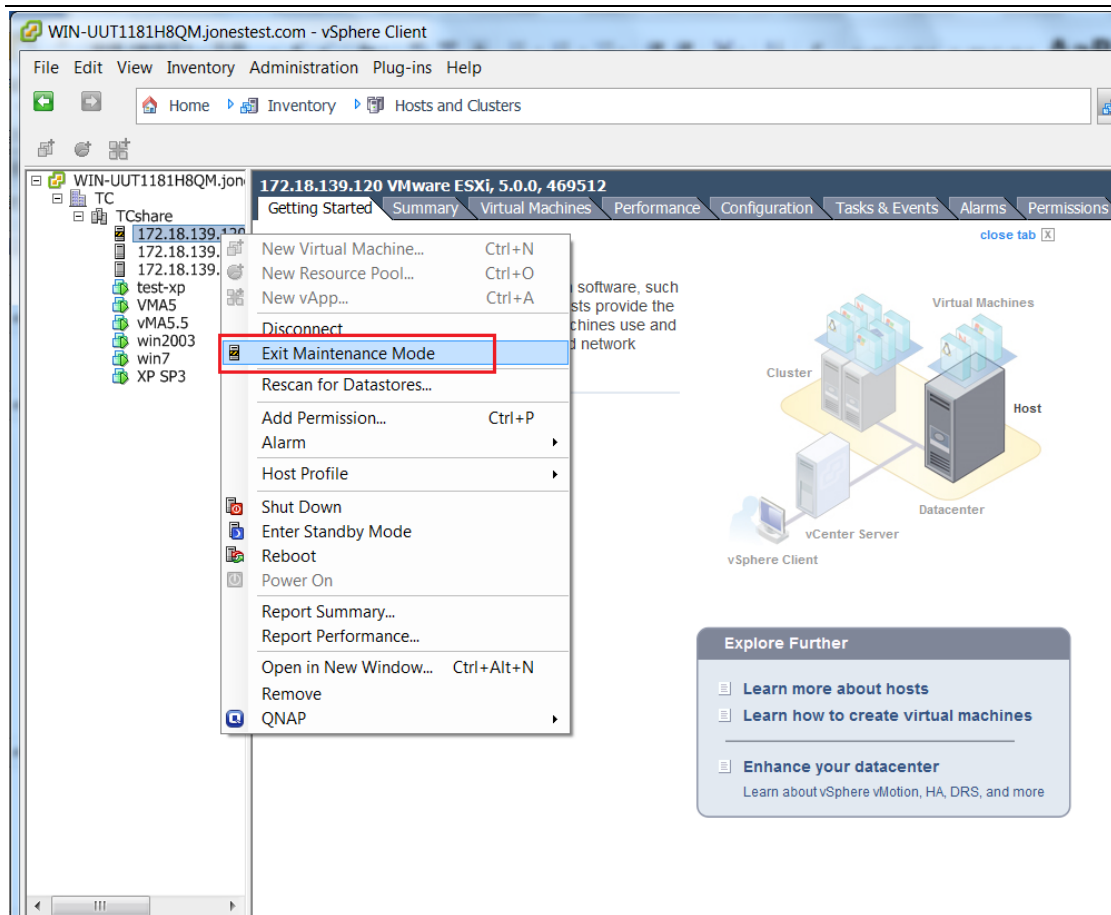 WIN-UUT1181H8QM.jonestest.com - vSphere Client
File Edit View Inventory Administration Plug-ins Help
Home Inventory Hosts and Clusters
WIN-UUT1181H8QM.jon
TC
TCshare
172.18.139.120
172.18.139.
172.18.139.
test-xp
VMA5
vMA5.5
win2003
win7
XP SP3
172.18.139.120 VMware ESXi, 5.0.0, 469512
Getting Started Summary Virtual Machines Performance Configuration Tasks & Events Alarms Permissions
close tab X
New Virtual Machine... Ctrl+N
New Resource Pool... Ctrl+O
New vApp... Ctrl+A
Disconnect
Exit Maintenance Mode
Rescan for Datastores...
Add Permission... Ctrl+P
Alarm
Host Profile
Shut Down
Enter Standby Mode
Reboot
Power On
Report Summary...
Report Performance...
Open in New Window... Ctrl+Alt+N
Remove
QNAP
software, such
sts provide the
chines use and
d network
Virtual Machines
Cluster
Host
Datacenter
vCenter Server
vSphere Client
Explore Further
Learn more about hosts
Learn how to create virtual machines
Enhance your datacenter
Learn about vSphere vMotion, HA, DRS, and more